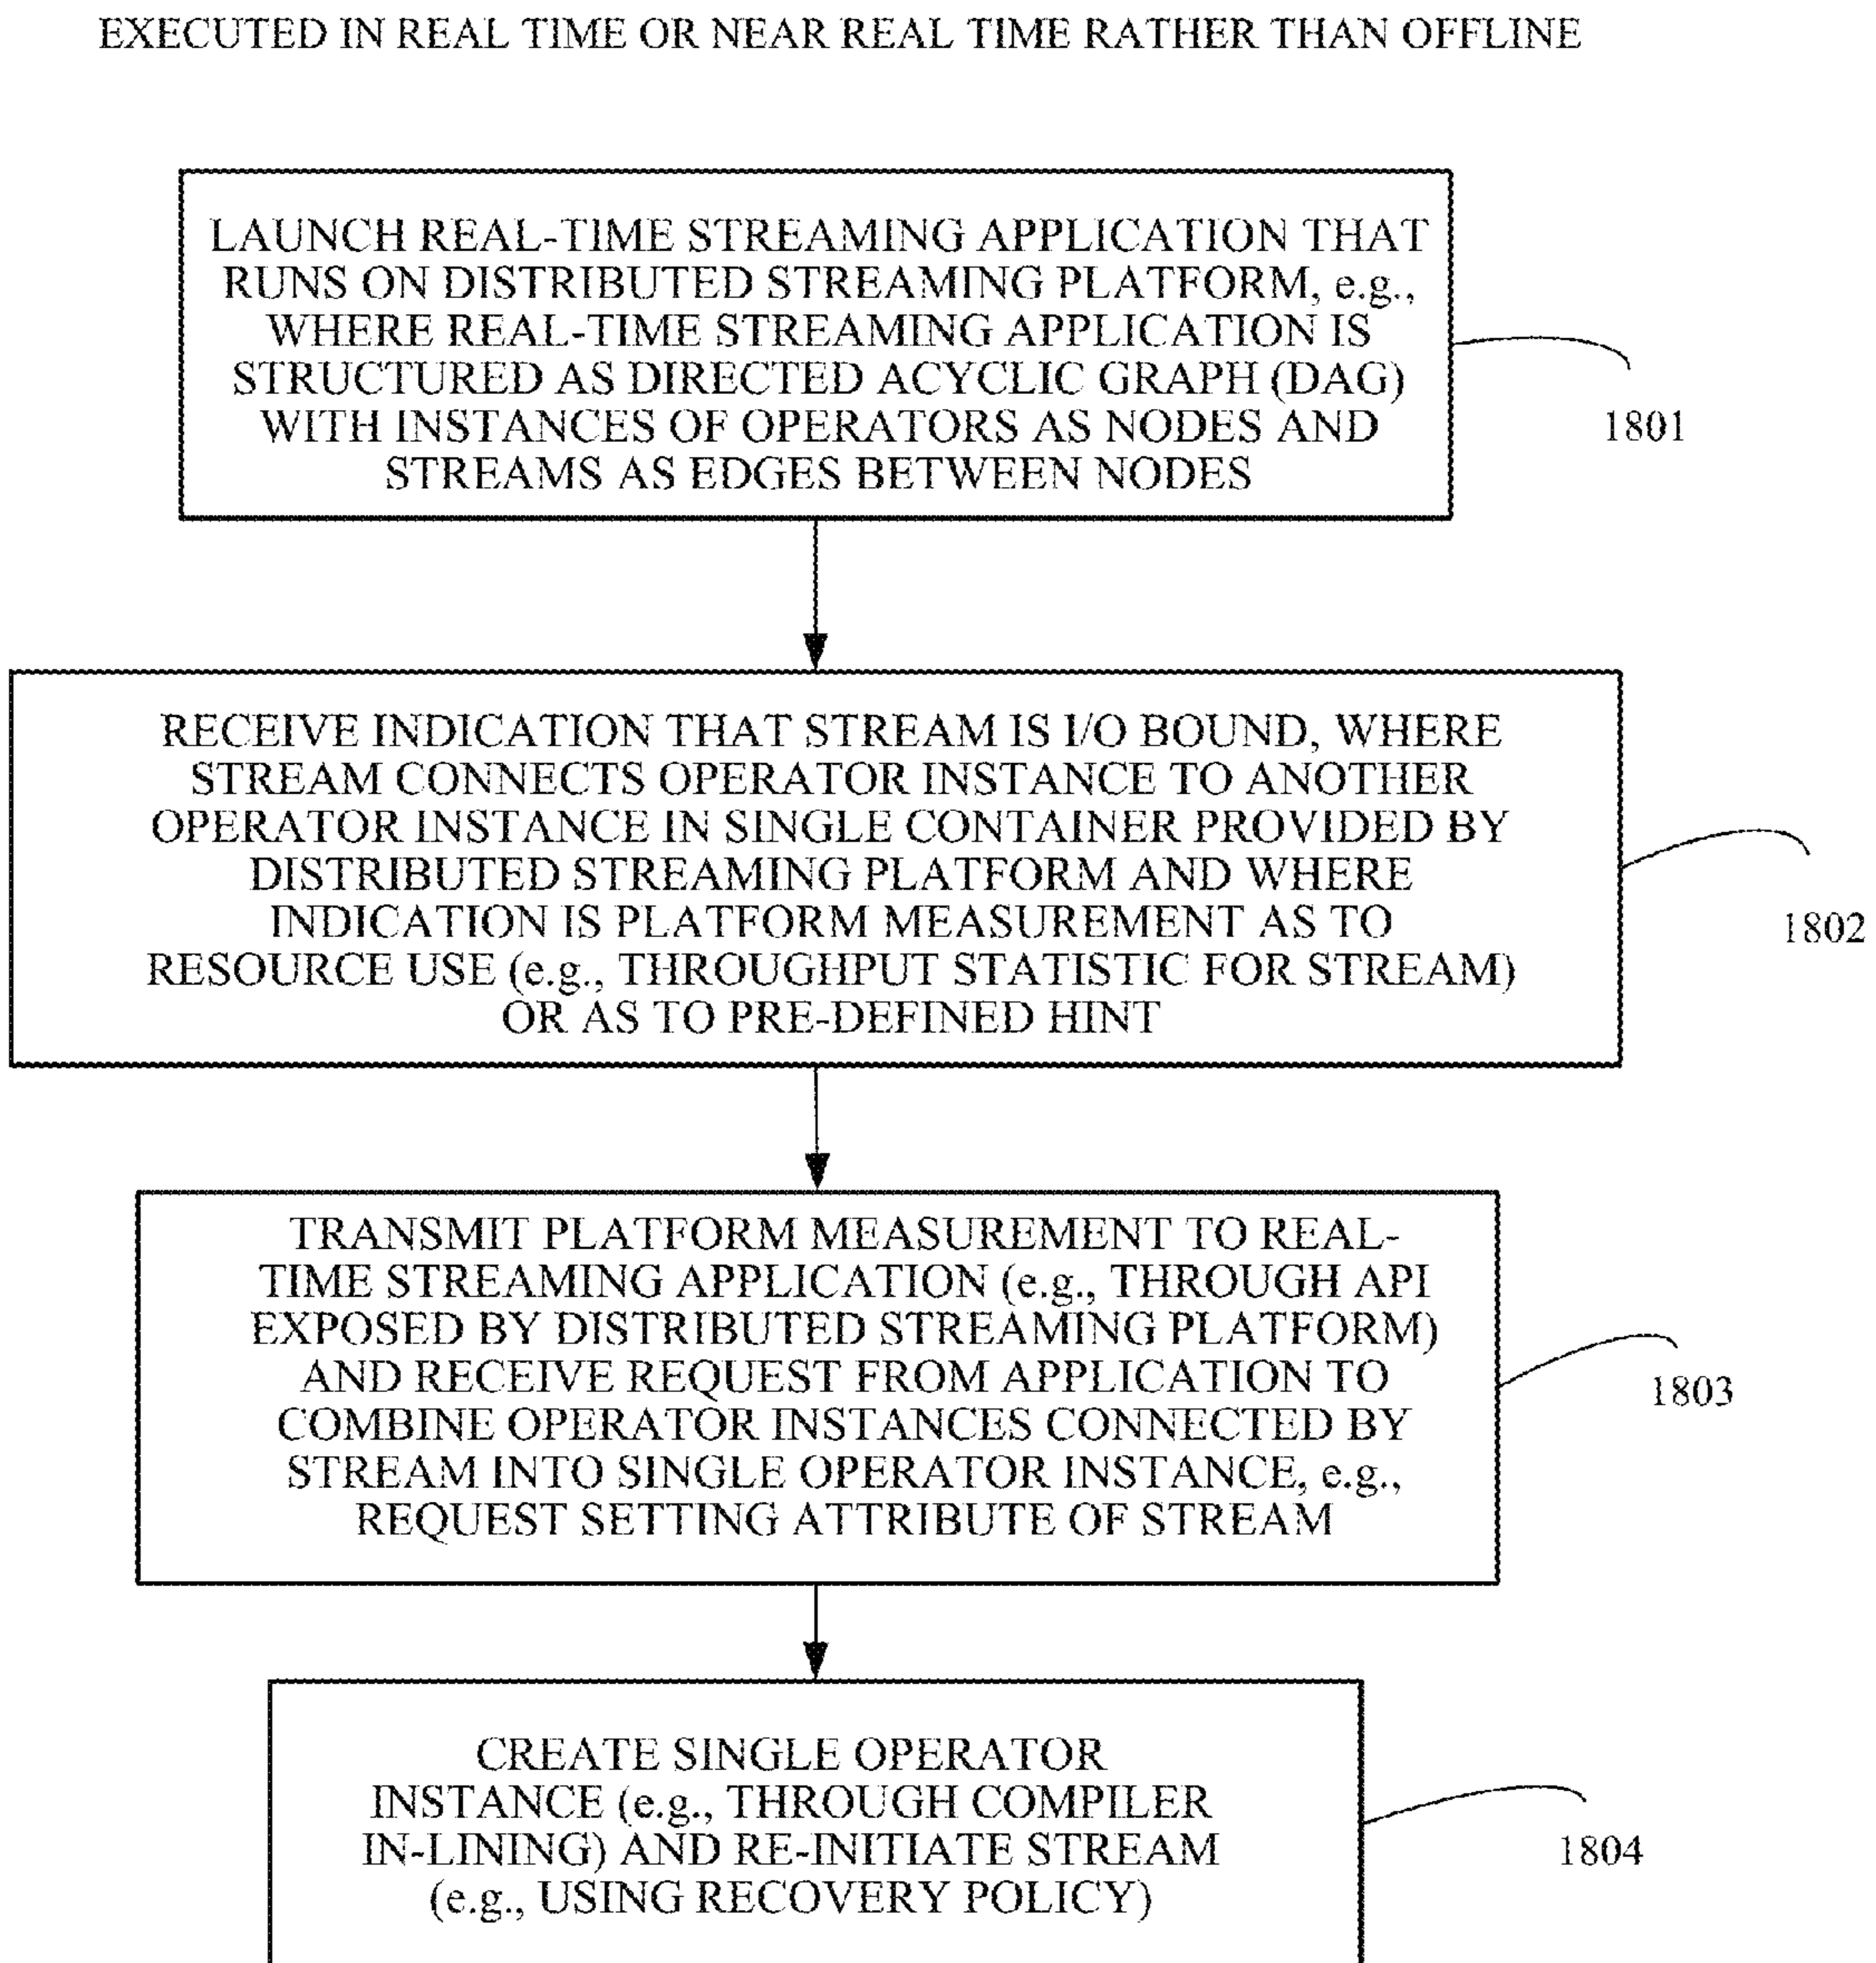 EXECUTED IN REAL TIME OR NEAR REAL TIME RATHER THAN OFFLINE
LAUNCH REAL-TIME STREAMING APPLICATION THAT
RUNS ON DISTRIBUTED STREAMING PLATFORM, e.g.,
WHERE REAL-TIME STREAMING APPLICATION IS
STRUCTURED AS DIRECTED ACYCLIC GRAPH (DAG)
WITH INSTANCES OF OPERATORS AS NODES AND
STREAMS AS EDGES BETWEEN NODES
1801
RECEIVE INDICATION THAT STREAM IS I/O BOUND, WHERE
STREAM CONNECTS OPERATOR INSTANCE TO ANOTHER
OPERATOR INSTANCE IN SINGLE CONTAINER PROVIDED BY
DISTRIBUTED STREAMING PLATFORM AND WHERE
INDICATION IS PLATFORM MEASUREMENT AS TO
RESOURCE USE (e.g., THROUGHPUT STATISTIC FOR STREAM)
OR AS TO PRE-DEFINED HINT
1802
TRANSMIT PLATFORM MEASUREMENT TO REAL-
TIME STREAMING APPLICATION (e.g., THROUGH API
EXPOSED BY DISTRIBUTED STREAMING PLATFORM)
AND RECEIVE REQUEST FROM APPLICATION TO
COMBINE OPERATOR INSTANCES CONNECTED BY
STREAM INTO SINGLE OPERATOR INSTANCE, e.g.,
REQUEST SETTING ATTRIBUTE OF STREAM
1803
CREATE SINGLE OPERATOR
INSTANCE (e.g., THROUGH COMPILER
IN-LINING) AND RE-INITIATE STREAM
(e.g., USING RECOVERY POLICY)
1804